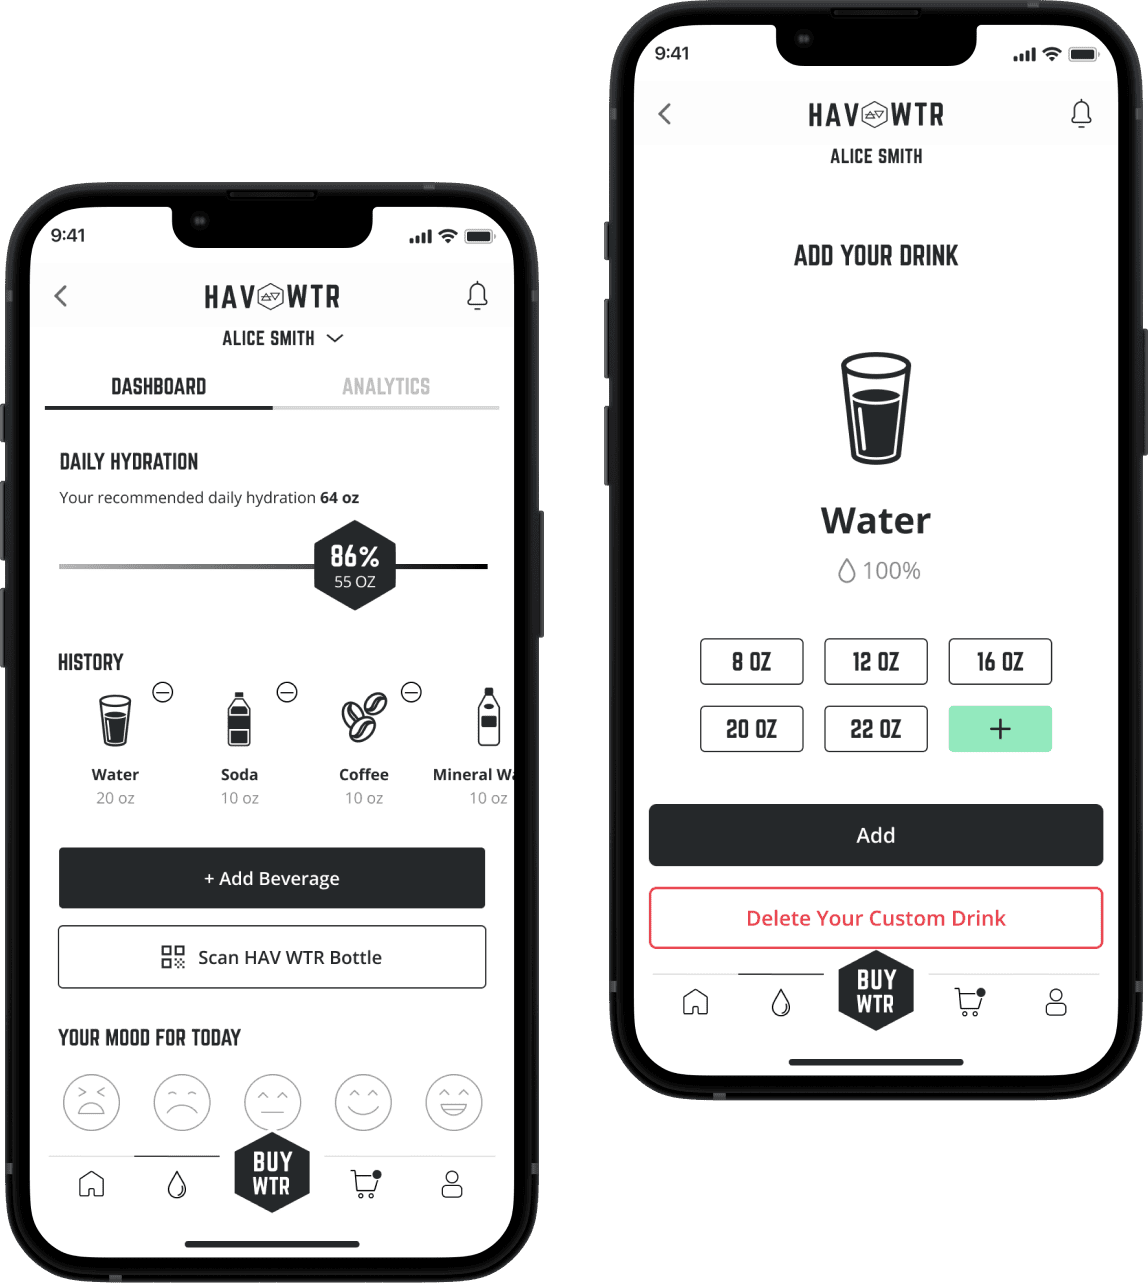 9:41
HAV WTR
ALICE SMITH
DASHBOARD
ANALYTICS
DAILY HYDRATION
Your recommended daily hydration 64 oz
86%
55 OZ
HISTORY
Water
Soda
Coffee
Mineral Wa
20 oz
10 oz
10 oz
10 oz
+ Add Beverage
Scan HAV WTR Bottle
YOUR MOOD FOR TODAY
BUY
WTR
9:41
HAV WTR
ALICE SMITH
ADD YOUR DRINK
Water
100%
8 OZ
12 OZ
16 OZ
20 OZ
22 OZ
+
Add
Delete Your Custom Drink
BUY
WTR